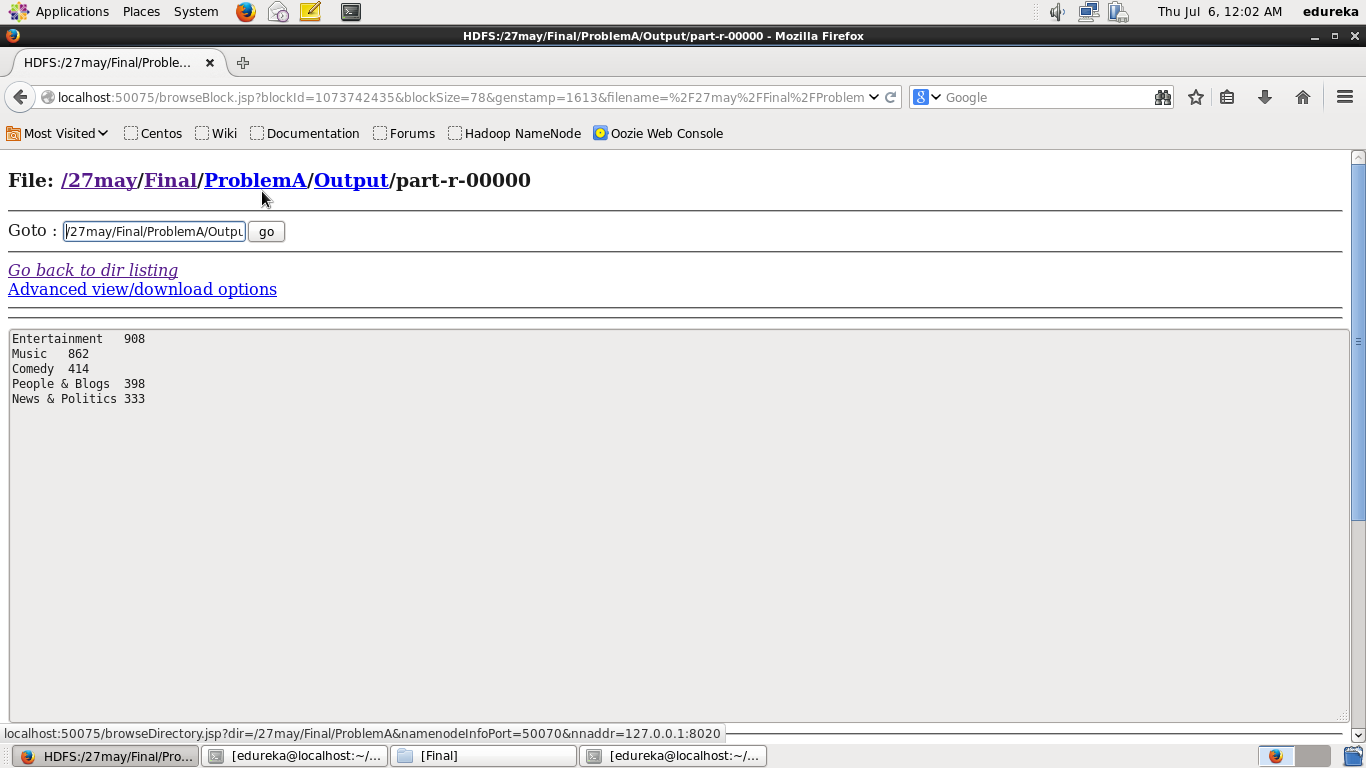 Applications Places System Thu Jul 6, 12:02 AM edureka
HDFS:/27may/Final/ProblemA/Output/part-r-00000 - Mozilla Firefox
HDFS:/27may/Final/Proble...
localhost:50075/browseBlock.jsp?blockId=1073742435&blockSize=78&genstamp=1613&filename=%2F27may%2FFinal%2FProblem Google
Most Visited Centos Wiki Documentation Forums Hadoop NameNode Oozie Web Console
File: /27may/Final/ProblemA/Output/part-r-00000
Goto : /27may/Final/ProblemA/Outpu go
Go back to dir listing
Advanced view/download options
Entertainment 908
Music 862
Comedy 414
People & Blogs 398
News & Politics 333
localhost:50075/browseDirectory.jsp?dir=/27may/Final/ProblemA&namenodeInfoPort=50070&nnaddr=127.0.0.1:8020
HDFS:/27may/Final/Pro... [edureka@localhost:~/... [Final] [edureka@localhost:~/...